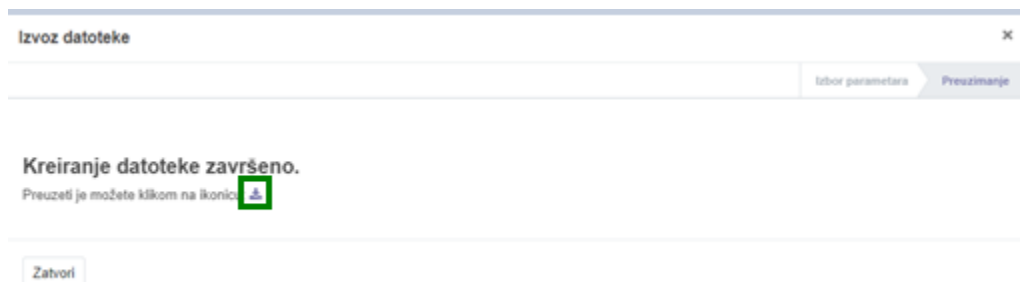 Izvoz datoteke
Izbor parametara Preuzimanje
Kreiranje datoteke završeno.
Preuzeti je možete klikom na ikonicu
Zatvori